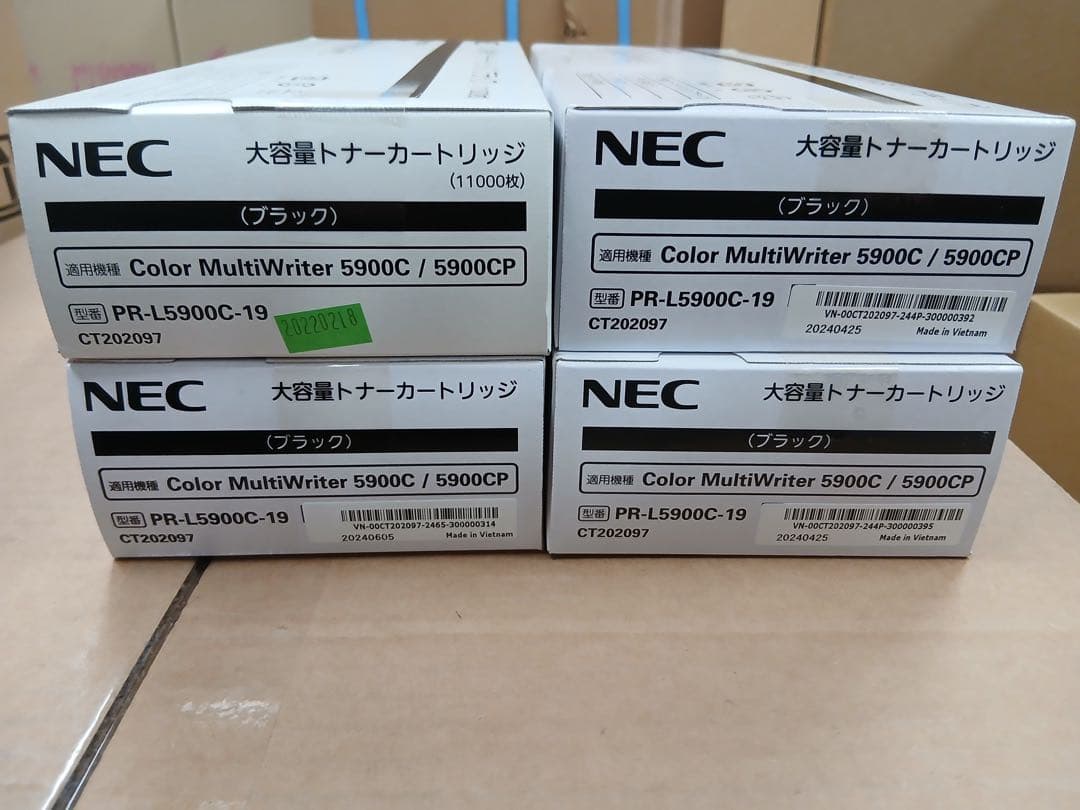 NEC 大容量トナーカートリッジ
(11000枚)
(ブラック)
適用機種 Color MultiWriter 5900C / 5900CP
型番 PR-L5900C-19
CT202097
20220218
NEC 大容量トナーカートリッジ
(ブラック)
適用機種 Color MultiWriter 5900C / 5900CP
型番 PR-L5900C-19
CT202097
VN-00CT202097-244P-300000392
20240425 Made in Vietnam
NEC 大容量トナーカートリッジ
(ブラック)
適用機種 Color MultiWriter 5900C / 5900CP
型番 PR-L5900C-19
CT202097
VN-00CT202097-2465-300000314
20240605 Made in Vietnam
NEC 大容量トナーカートリッジ
(ブラック)
適用機種 Color MultiWriter 5900C / 5900CP
型番 PR-L5900C-19
CT202097
VN-00CT202097-244P-300000395
20240425 Made in Vietnam